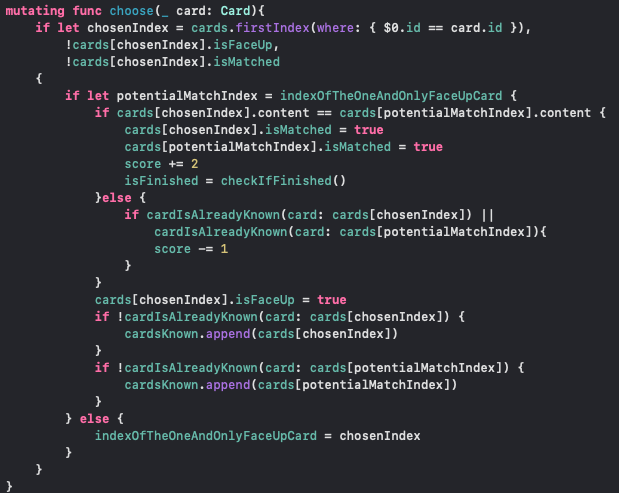 mutating func choose(_ card: Card){
    if let chosenIndex = cards.firstIndex(where: { $0.id == card.id }),
        !cards[chosenIndex].isFaceUp,
        !cards[chosenIndex].isMatched
    {
        if let potentialMatchIndex = indexOfTheOneAndOnlyFaceUpCard {
            if cards[chosenIndex].content == cards[potentialMatchIndex].content {
                cards[chosenIndex].isMatched = true
                cards[potentialMatchIndex].isMatched = true
                score += 2
                isFinished = checkIfFinished()
            }else {
                if cardIsAlreadyKnown(card: cards[chosenIndex]) ||
                    cardIsAlreadyKnown(card: cards[potentialMatchIndex]){
                    score -= 1
                }
            }
            cards[chosenIndex].isFaceUp = true
            if !cardIsAlreadyKnown(card: cards[chosenIndex]) {
                cardsKnown.append(cards[chosenIndex])
            }
            if !cardIsAlreadyKnown(card: cards[potentialMatchIndex]) {
                cardsKnown.append(cards[potentialMatchIndex])
            }
        } else {
            indexOfTheOneAndOnlyFaceUpCard = chosenIndex
        }
    }
}